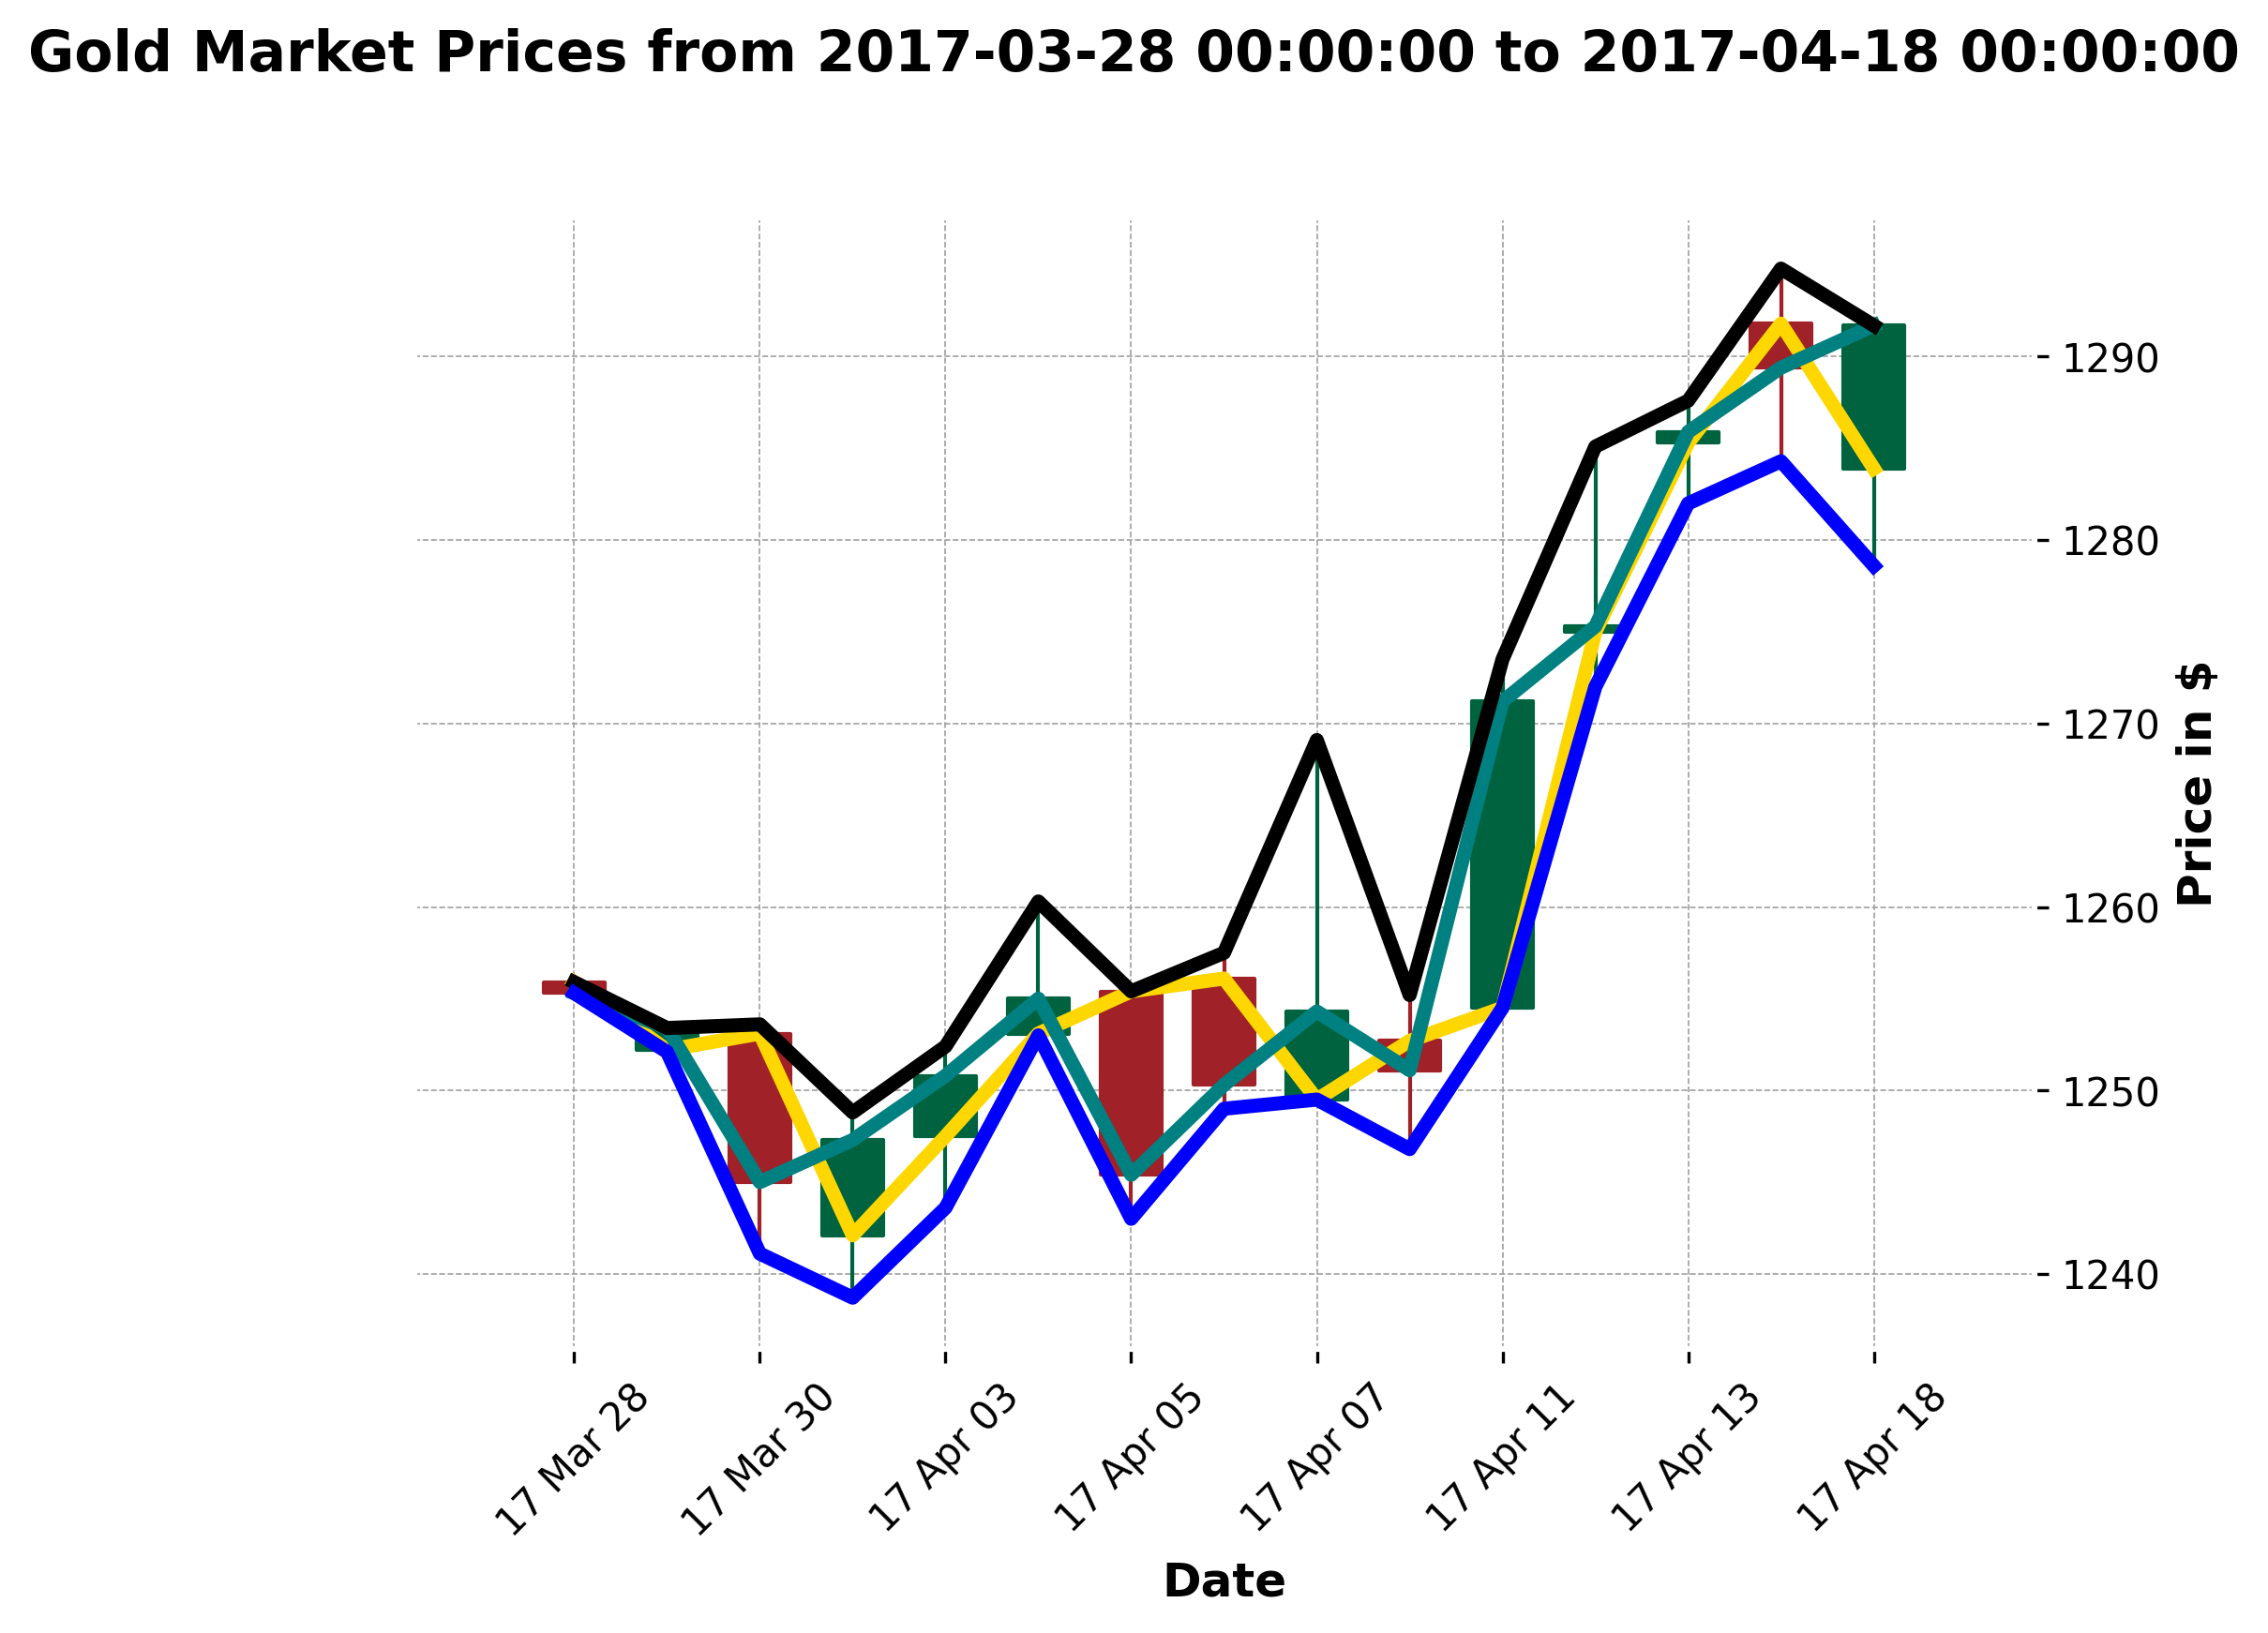 Gold Market Prices from 2017-03-28 00:00:00 to 2017-04-18 00:00:00
1290
1280
1270
1260
1250
1240
Price in $
17 Mar 28
17 Mar 30
17 Apr 03
17 Apr 05
17 Apr 07
17 Apr 11
17 Apr 13
17 Apr 18
Date